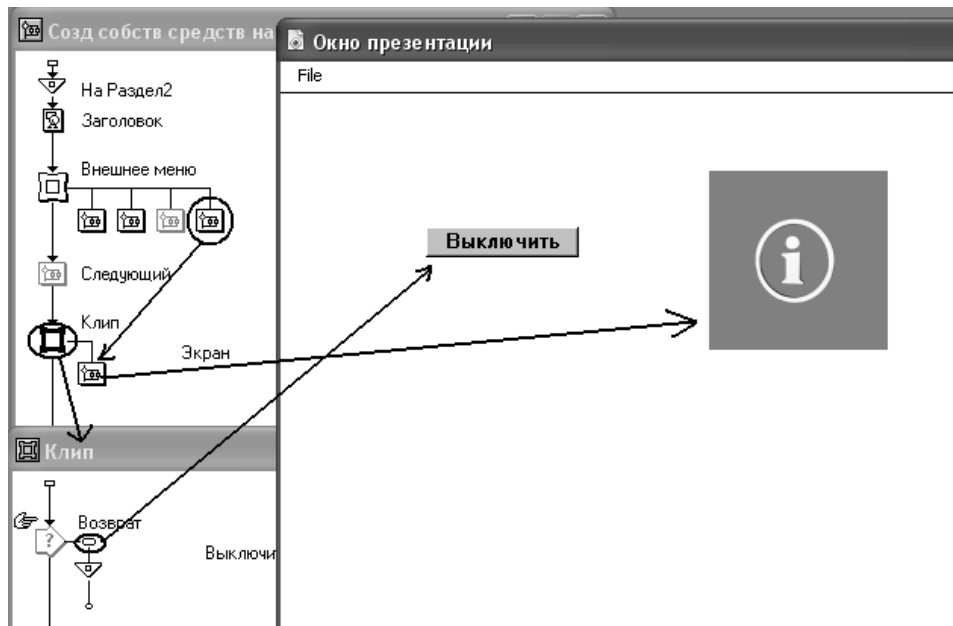 Созд собств средств на
На Раздел2
Заголовок
Внешнее меню
Следующий
Клип
Экран
Клип
Возврат
Выключи
Окно презентации
File
Выключить